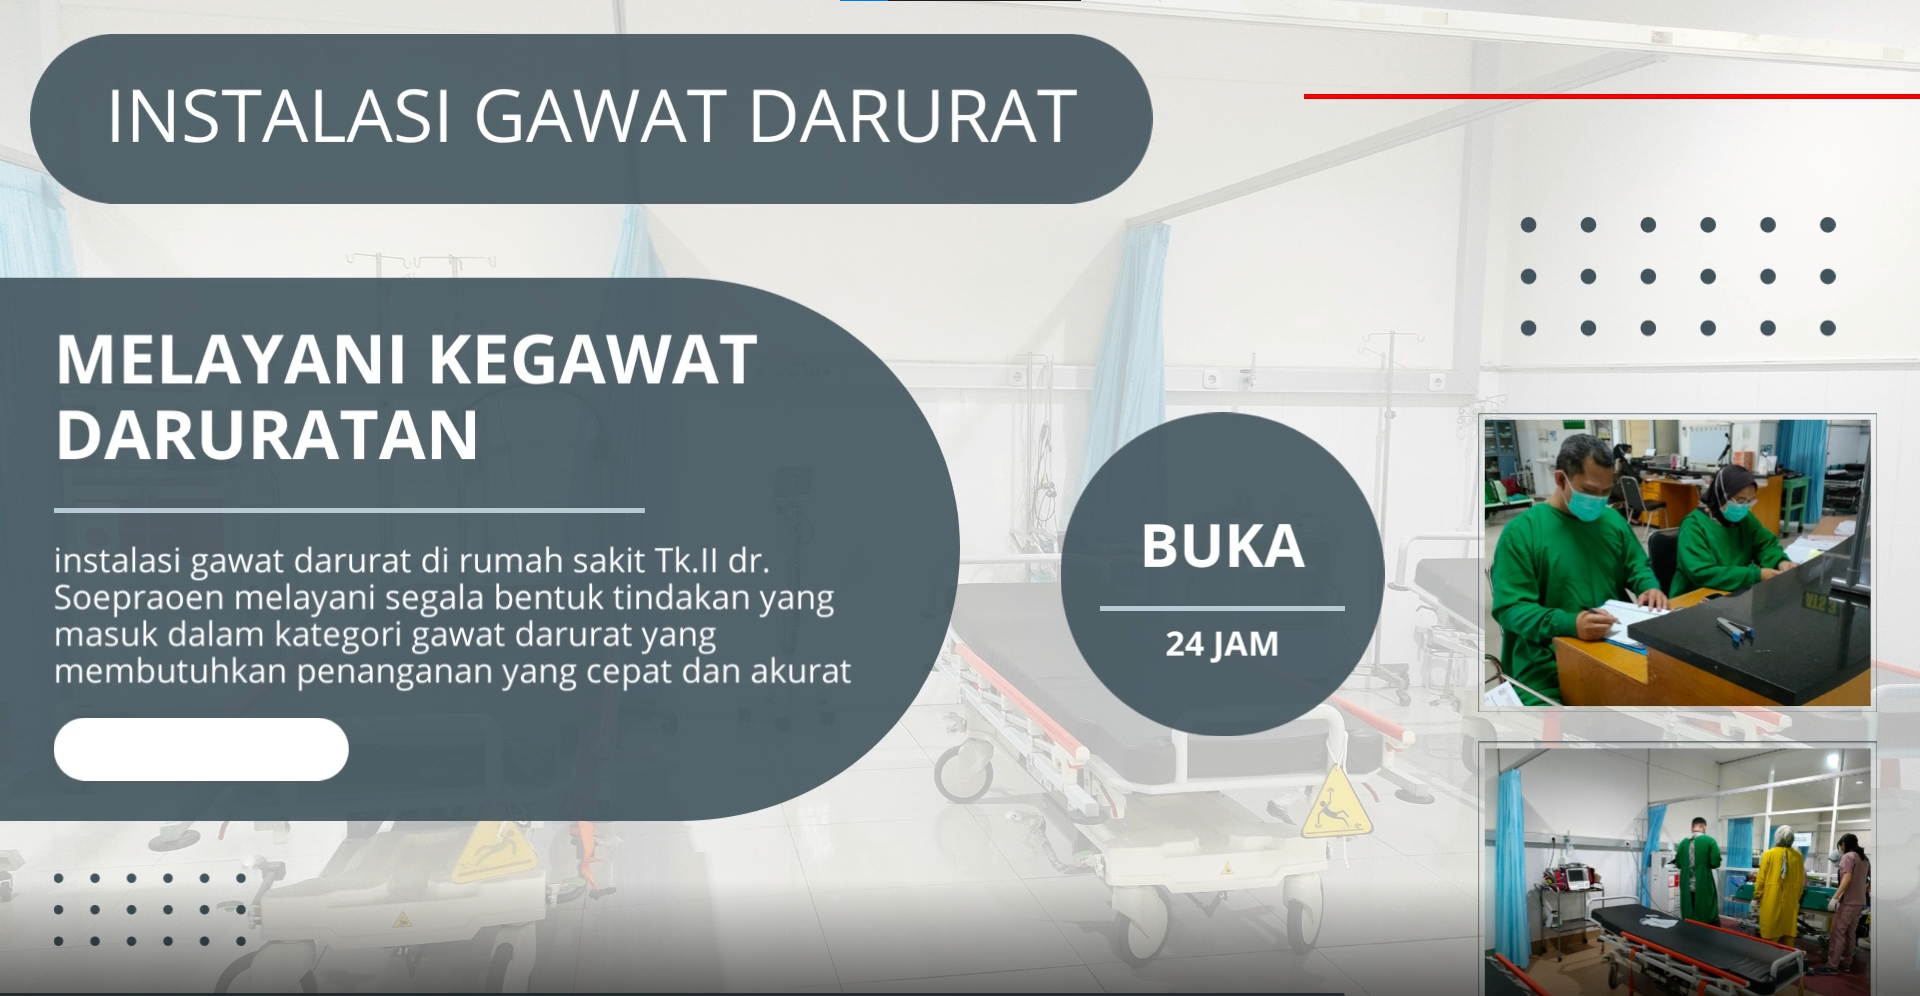 INSTALASI GAWAT DARURAT
MELAYANI KEGAWAT
DARURATAN
instalasi gawat darurat di rumah sakit Tk.II dr.
Soepraoen melayani segala bentuk tindakan yang
masuk dalam kategori gawat darurat yang
membutuhkan penanganan yang cepat dan akurat
BUKA
24 JAM